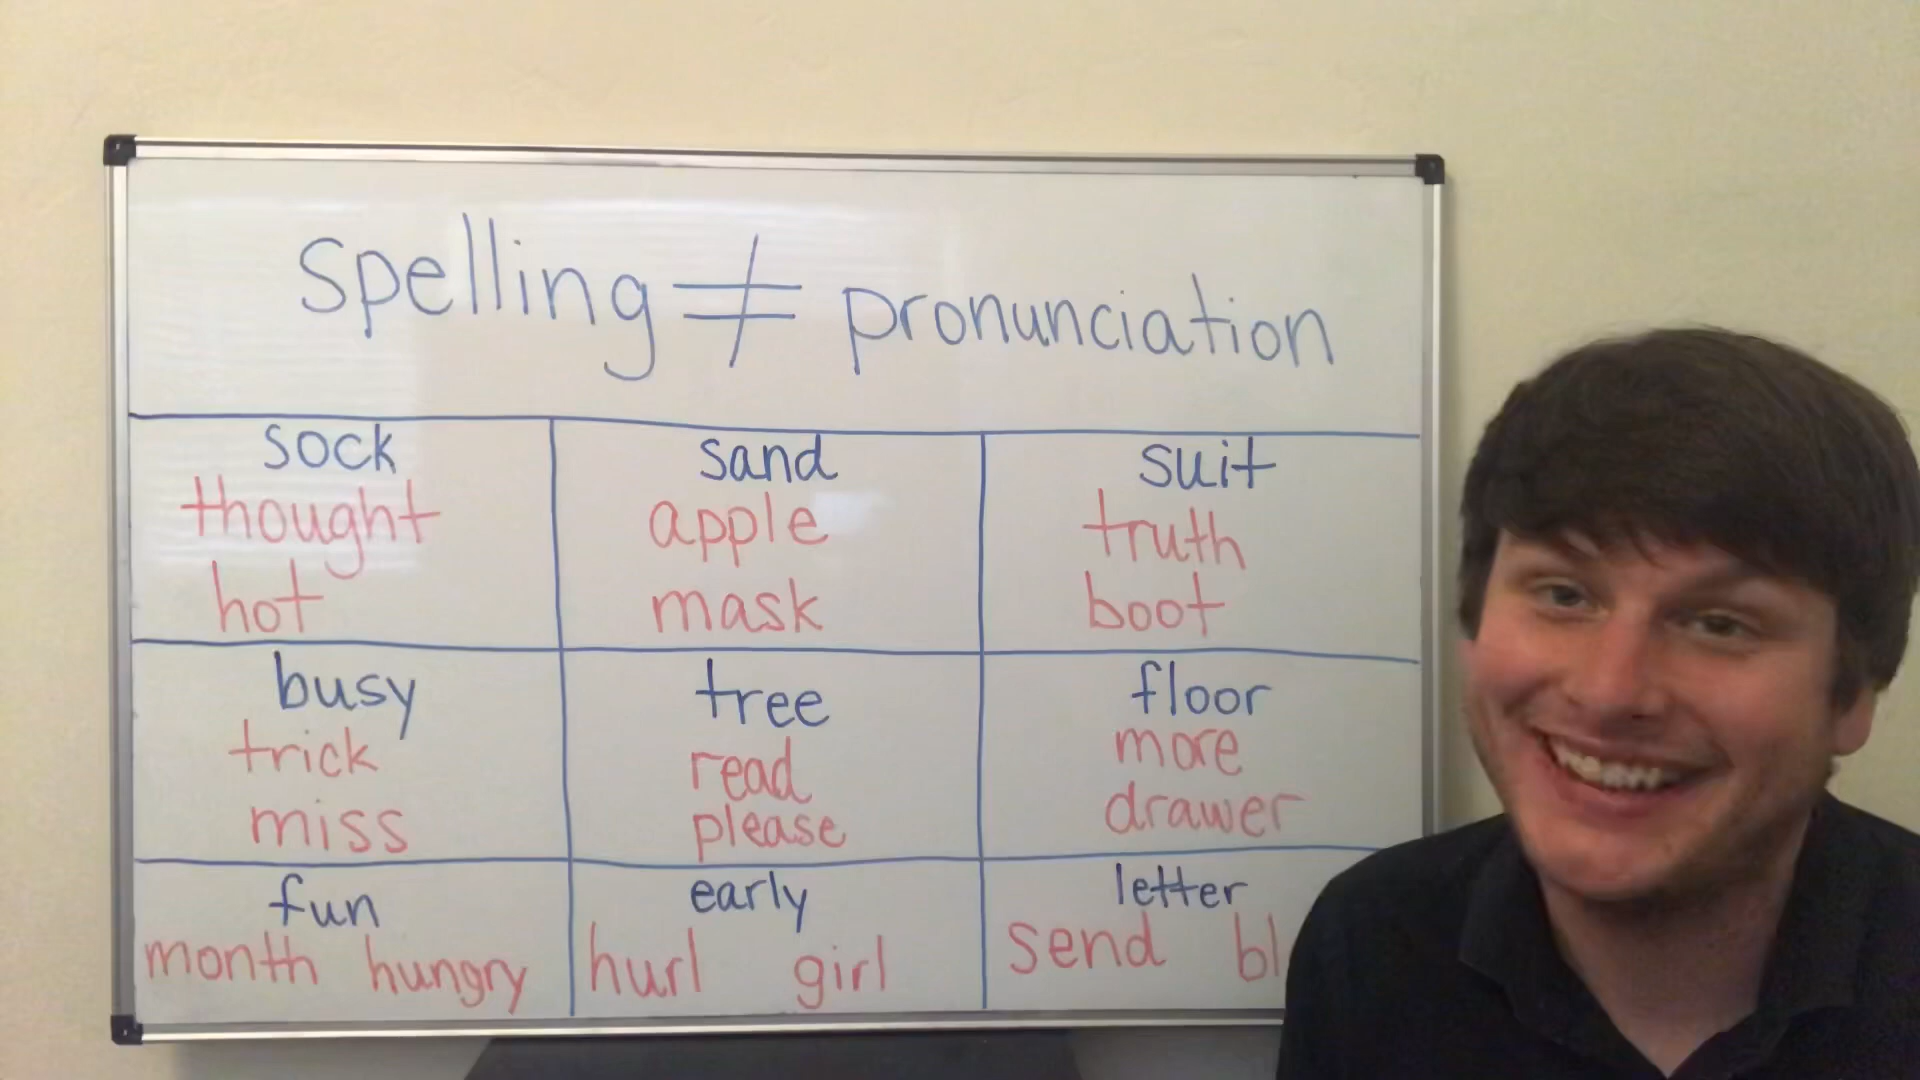 spelling ≠ pronunciation
sock
thought
hot
sand
apple
mask
suit
truth
boot
busy
trick
miss
tree
read
please
floor
more
drawer
fun
month hungry
early
hurl girl
letter
send